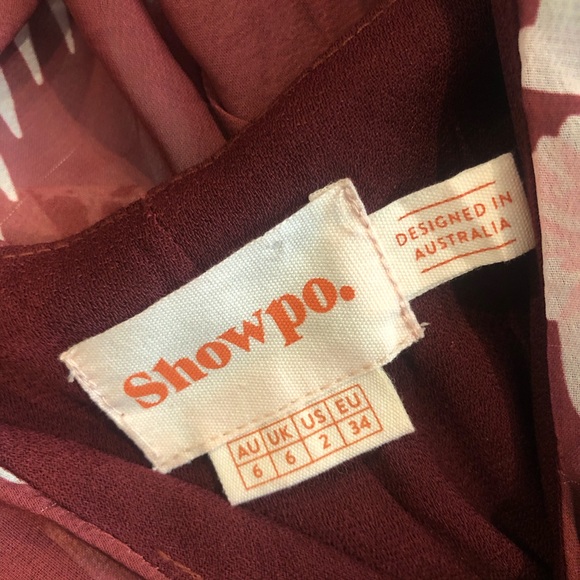 Showpo.
DESIGNED IN
AUSTRALIA
AU UK US EU
6 6 2 34